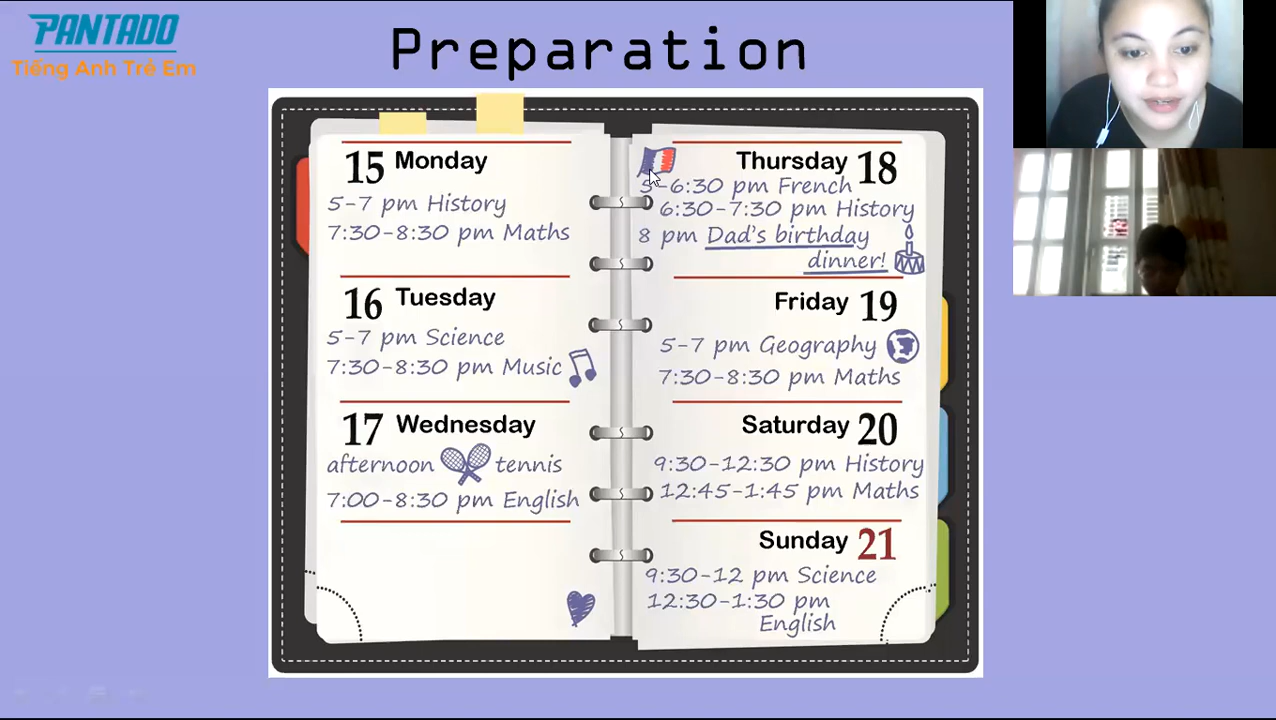 PANTADO
Tiếng Anh Trẻ Em
Preparation
15 Monday
5-7 pm History
7:30-8:30 pm Maths
16 Tuesday
5-7 pm Science
7:30-8:30 pm Music
17 Wednesday
afternoon tennis
7:00-8:30 pm English
Thursday 18
5-6:30 pm French
6:30-7:30 pm History
8 pm Dad's birthday
dinner!
Friday 19
5-7 pm Geography
7:30-8:30 pm Maths
Saturday 20
9:30-12:30 pm History
12:45-1:45 pm Maths
Sunday 21
9:30-12 pm Science
12:30-1:30 pm
English